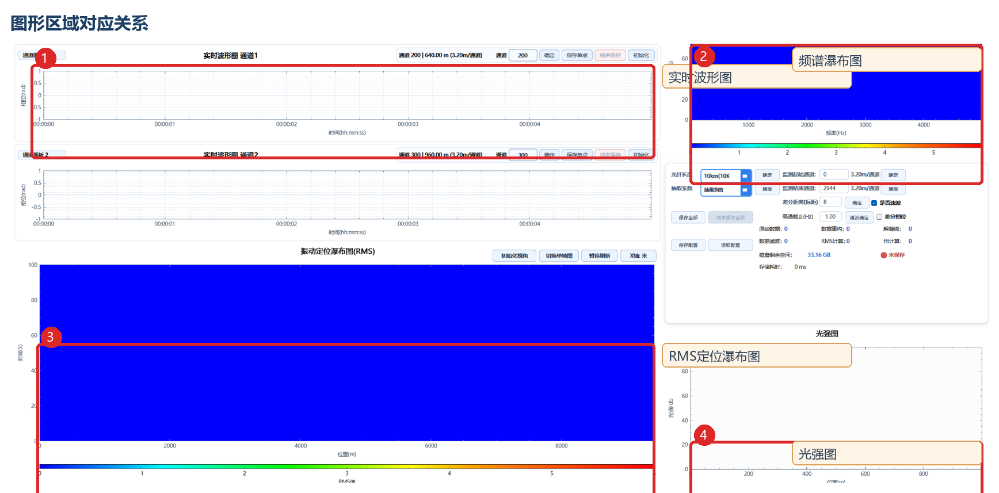 图形区域对应关系
1
实时波形图 通道1
通道 200 | 640.00 m (3.20m/通道) 通道 200 确定 保存单点 结束保存 初始化
相位(rad)
1
0.5
0
0.5
-1
00:00:00 00:00:01 00:00:02 00:00:03 00:00:04
时间(hh:mm:ss)
通道面板 2
实时波形图 通道2
通道 300 | 960.00 m (3.20m/通道) 通道 300 确定 保存单点 结束保存 初始化
相位(rad)
1
0.5
0
-0.5
-1
00:00:00 00:00:01 00:00:02 00:00:03 00:00:04
时间(hh:mm:ss)
振动定位瀑布图(RMS)
初始化视角 切换单帧图 暂停刷新 X轴: 米
时间(S)
100
80
60
40
20
0
3
0 2000 4000 6000 8000
位置(m)
0 1 2 3 4 5
RMS值
2
频谱瀑布图
实时波形图
60
20
0
1000 2000 3000 4000
频率(Hz)
1 2 3 4 5
光纤长度 10km(10K 确定 监测起始通道: 0 3.20m/通道 确定
抽取系数 抽取8倍 确定 监测结束通道: 2944 3.20m/通道 确定
差分距离(标距) 8 确定 是否滤波
保存全部 结束保存全部 高通截止(Hz) 1.00 滤波确定 差分相位
原始数据: 0 数据重构: 0 解缠绕: 0
保存配置 读取配置 数据滤波: 0 RMS计算: 0 fft计算: 0
磁盘剩余空间: 33.16 GB 未保存
存储耗时: 0 ms
光强图
RMS定位瀑布图
光强/db
80
60
40
20
0
4
光强图
200 400 600 800
位置(m)